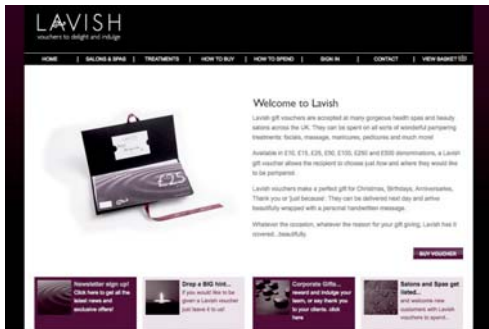 LAVISH
vouchers to delight and indulge
HOME | SALONS & SPAS | TREATMENTS | HOW TO BUY | HOW TO SPEND | SIGN IN | CONTACT | VIEW BASKET
£25
Welcome to Lavish
Lavish gift vouchers are accepted at many gorgeous health spas and beauty
salons across the UK. They can be spent on all sorts of wonderful pampering
treatments: facials, massage, manicures, pedicures and much more!
Available in £10, £15, £25, £50, £100, £250 and £500 denominations, a Lavish
gift voucher allows the recipient to choose just how and where they would like
to be pampered.
Lavish vouchers make a perfect gift for Christmas, Birthdays, Anniversaries,
Thank you or 'just because'. They can be delivered next day and arrive
beautifully wrapped with a personal handwritten message.
Whatever the occasion, whatever the reason for your gift giving, Lavish has it
covered...beautifully.
BUY VOUCHER
Newsletter sign up!
Click here to get all the
latest news and
exclusive offers!
Drop a BIG hint...
if you would like to be
given a Lavish voucher
just leave it to us!
Corporate Gifts...
reward and indulge your
team, or say thank you
to your clients. click
here
Salons and Spas get
listed...
and welcome new
customers with Lavish
vouchers to spend...